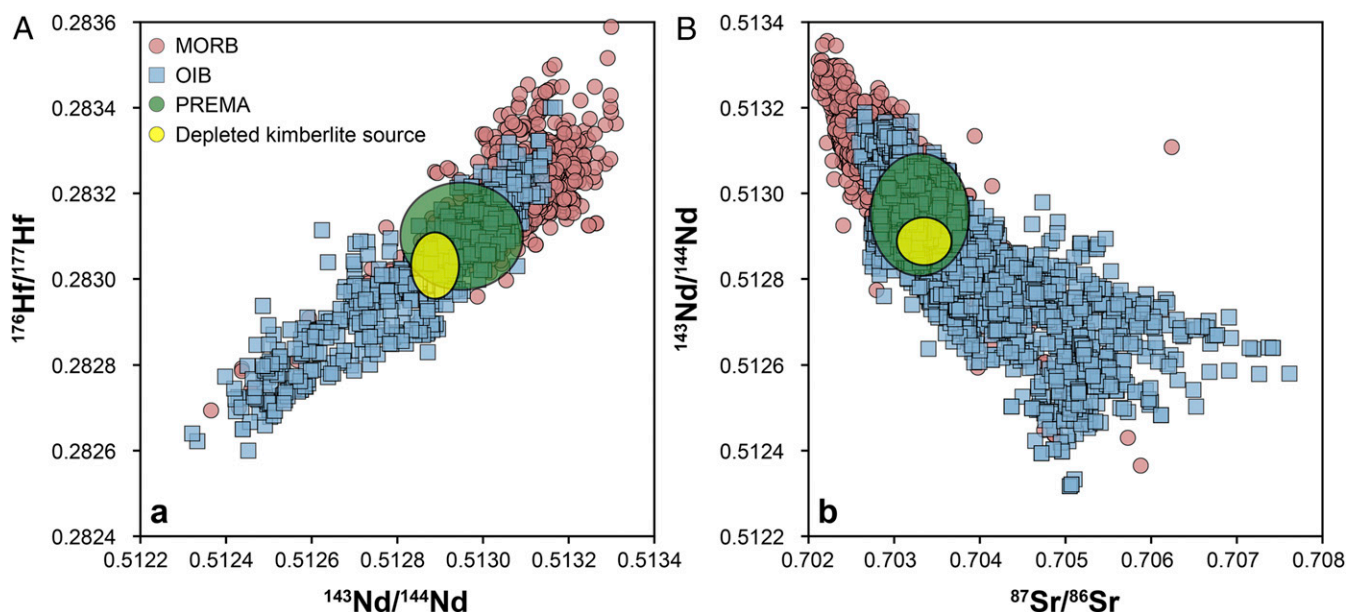 A
0.2836
0.2834
0.2832
0.2830
0.2828
0.2826
0.2824
¹⁷⁶Hf/¹⁷⁷Hf
MORB
OIB
PREMA
Depleted kimberlite source
a
0.5122 0.5124 0.5126 0.5128 0.5130 0.5132 0.5134
¹⁴³Nd/¹⁴⁴Nd
B
0.5134
0.5132
0.5130
0.5128
0.5126
0.5124
0.5122
¹⁴³Nd/¹⁴⁴Nd
b
0.702 0.703 0.704 0.705 0.706 0.707 0.708
⁸⁷Sr/⁸⁶Sr